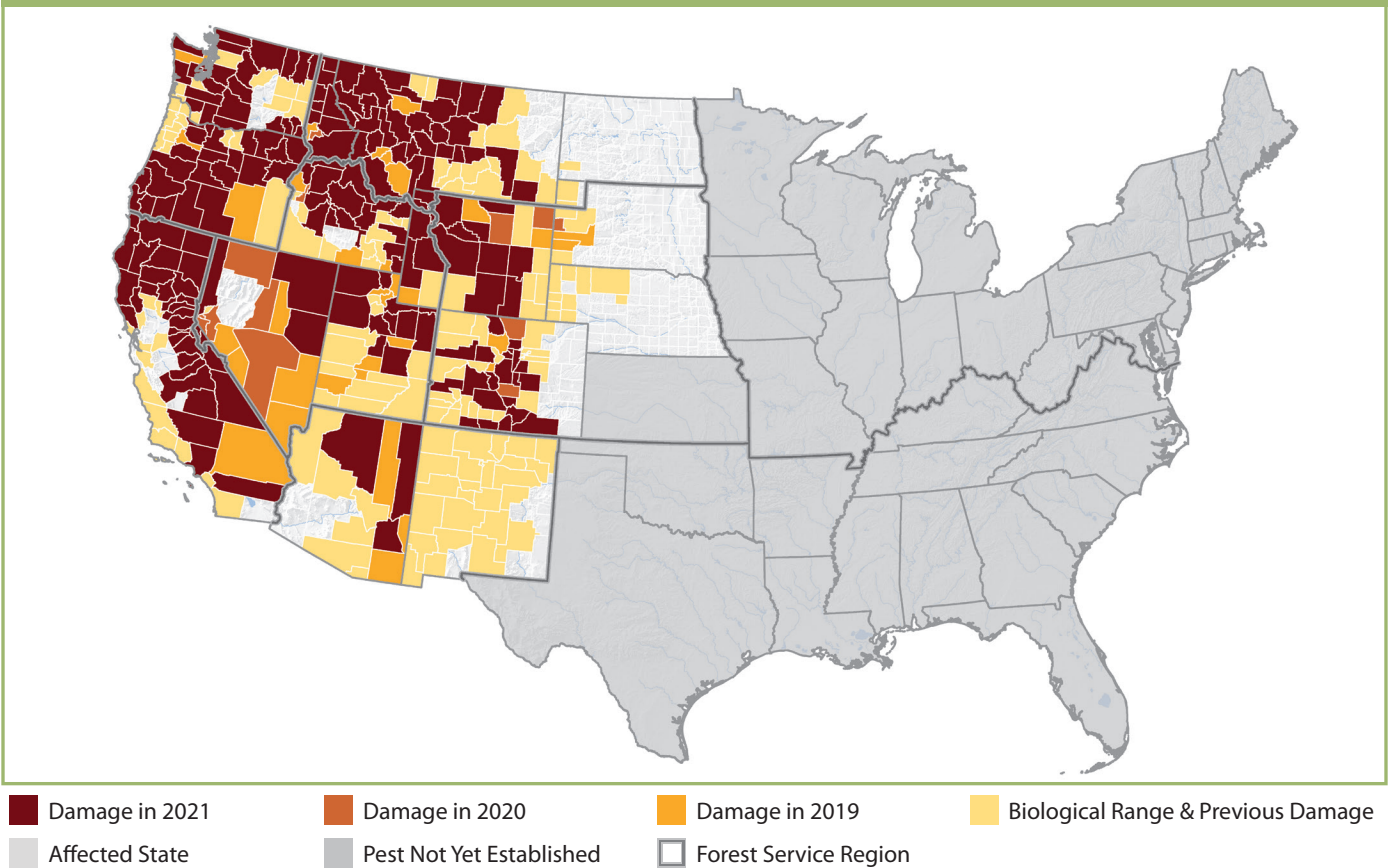 Damage in 2021 Damage in 2020 Damage in 2019 Biological Range & Previous Damage
Affected State Pest Not Yet Established Forest Service Region